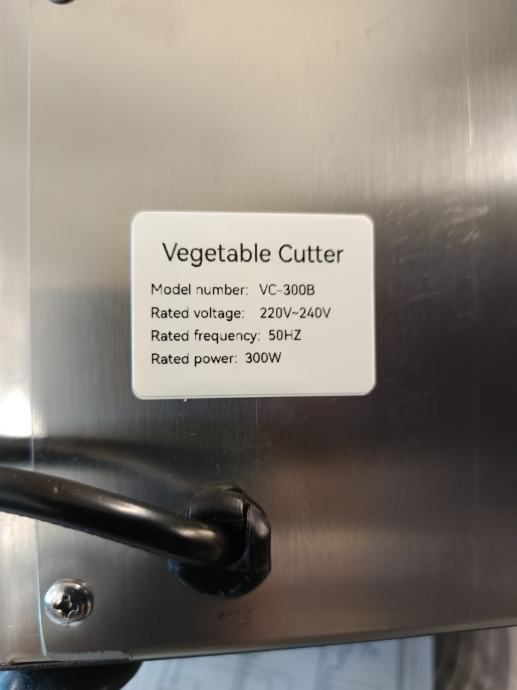 Vegetable Cutter
Model number: VC-300B
Rated voltage: 220V~240V
Rated frequency: 50HZ
Rated power: 300W